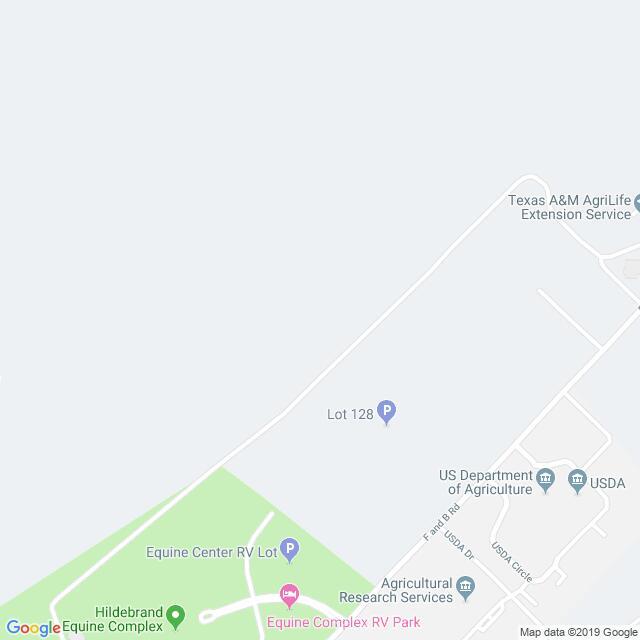 Texas A&M AgriLife
Extension Service
Lot 128
P
US Department
of Agriculture
USDA
F and B Rd
USDA Dr
USDA Circle
Equine Center RV Lot
P
Agricultural
Research Services
Hildebrand
Equine Complex
Equine Complex RV Park
Google
Map data ©2019 Google